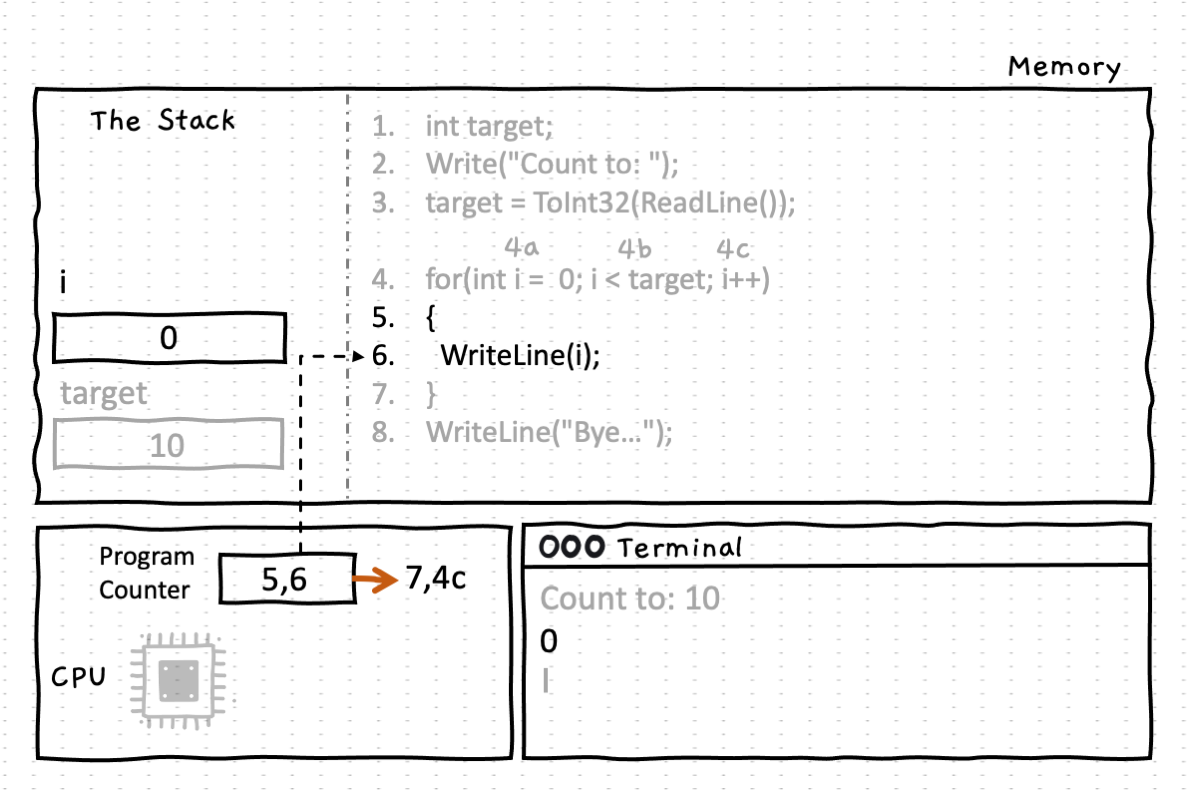 Memory
The Stack
1. int target;
2. Write("Count to: ");
3. target = ToInt32(ReadLine());
4a 4b 4c
4. for(int i = 0; i < target; i++)
5. {
6. WriteLine(i);
7. }
8. WriteLine("Bye...");
i
0
target
10
Program
Counter
5,6
7,4c
CPU
Terminal
Count to: 10
0